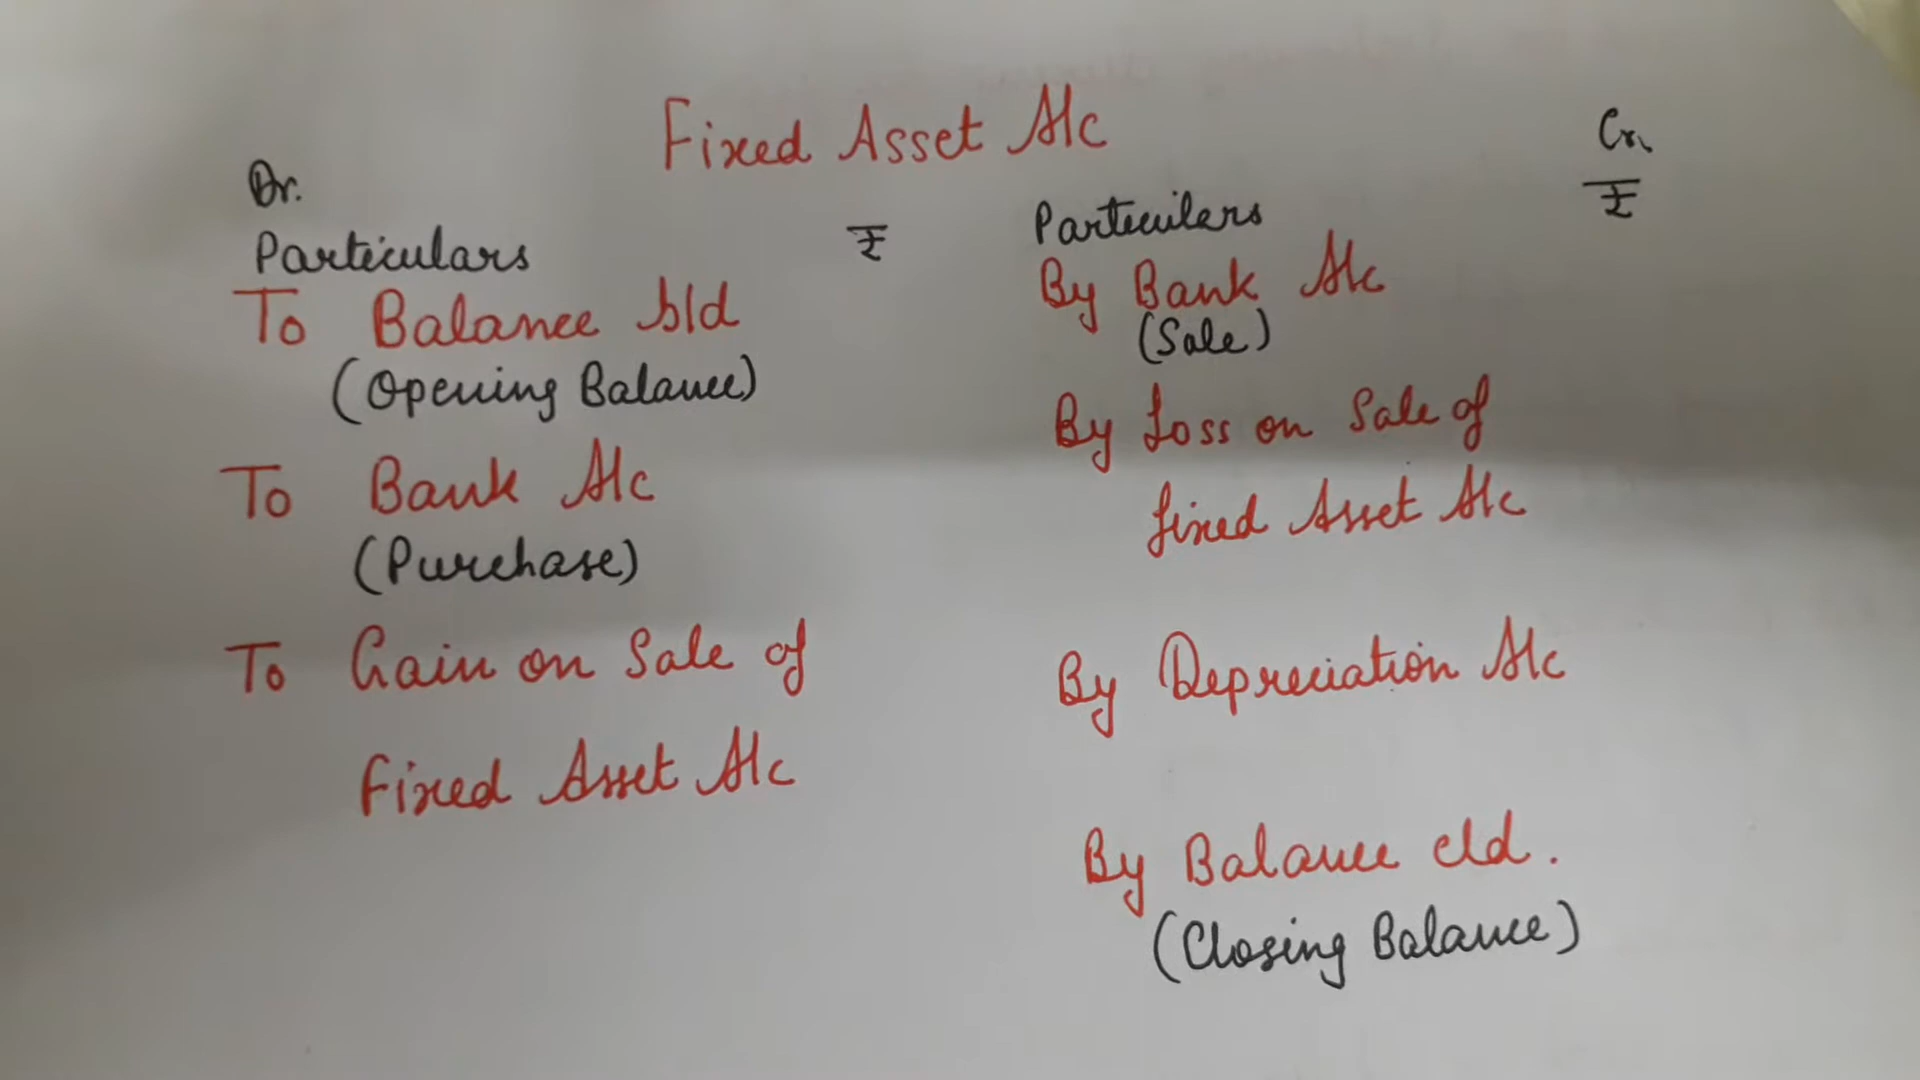 Fixed Asset A/c
Dr.
Cr.
Particulars ₹
Particulars ₹
To Balance b/d
(Opening Balance)
To Bank A/c
(Purchase)
To Gain on Sale of
Fixed Asset A/c
By Bank A/c
(Sale)
By Loss on Sale of
fixed Asset A/c
By Depreciation A/c
By Balance c/d.
(Closing Balance)